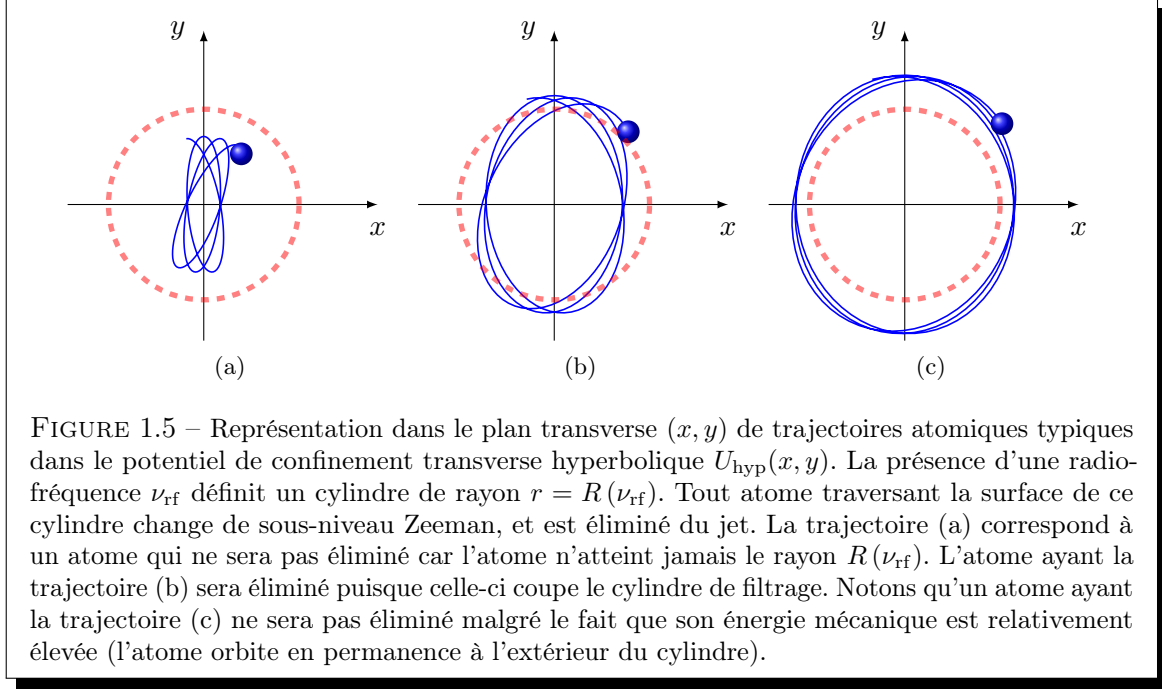 y
y
y
x
x
x
(a)
(b)
(c)
FIGURE 1.5 – Représentation dans le plan transverse (x, y) de trajectoires atomiques typiques
dans le potentiel de confinement transverse hyperbolique U_hyp(x, y). La présence d'une radio-
fréquence ν_rf définit un cylindre de rayon r = R(ν_rf). Tout atome traversant la surface de ce
cylindre change de sous-niveau Zeeman, et est éliminé du jet. La trajectoire (a) correspond à
un atome qui ne sera pas éliminé car l'atome n'atteint jamais le rayon R(ν_rf). L'atome ayant la
trajectoire (b) sera éliminé puisque celle-ci coupe le cylindre de filtrage. Notons qu'un atome ayant
la trajectoire (c) ne sera pas éliminé malgré le fait que son énergie mécanique est relativement
élevée (l'atome orbite en permanence à l'extérieur du cylindre).